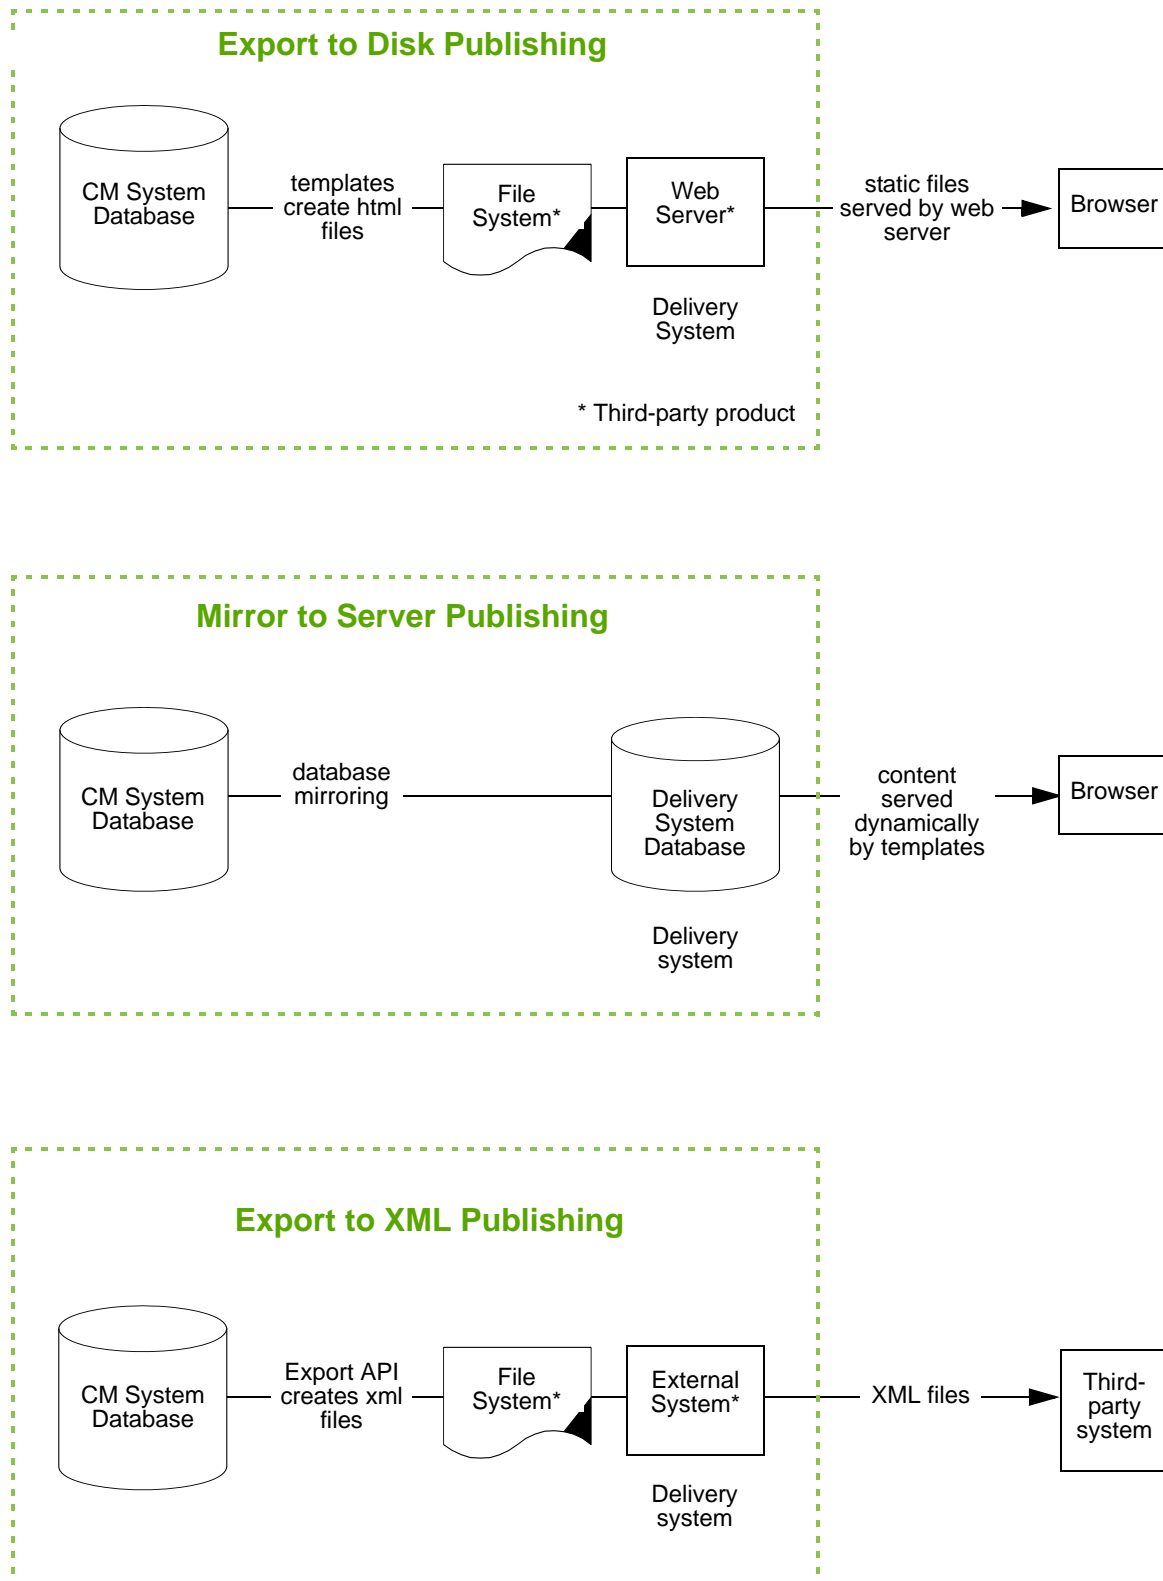 Export to Disk Publishing
CM System
Database
templates
create html
files
File
System*
Web
Server*
static files
served by web
server
Browser
Delivery
System
* Third-party product
Mirror to Server Publishing
CM System
Database
database
mirroring
Delivery
System
Database
content
served
dynamically
by templates
Browser
Delivery
system
Export to XML Publishing
CM System
Database
Export API
creates xml
files
File
System*
External
System*
XML files
Third-
party
system
Delivery
system